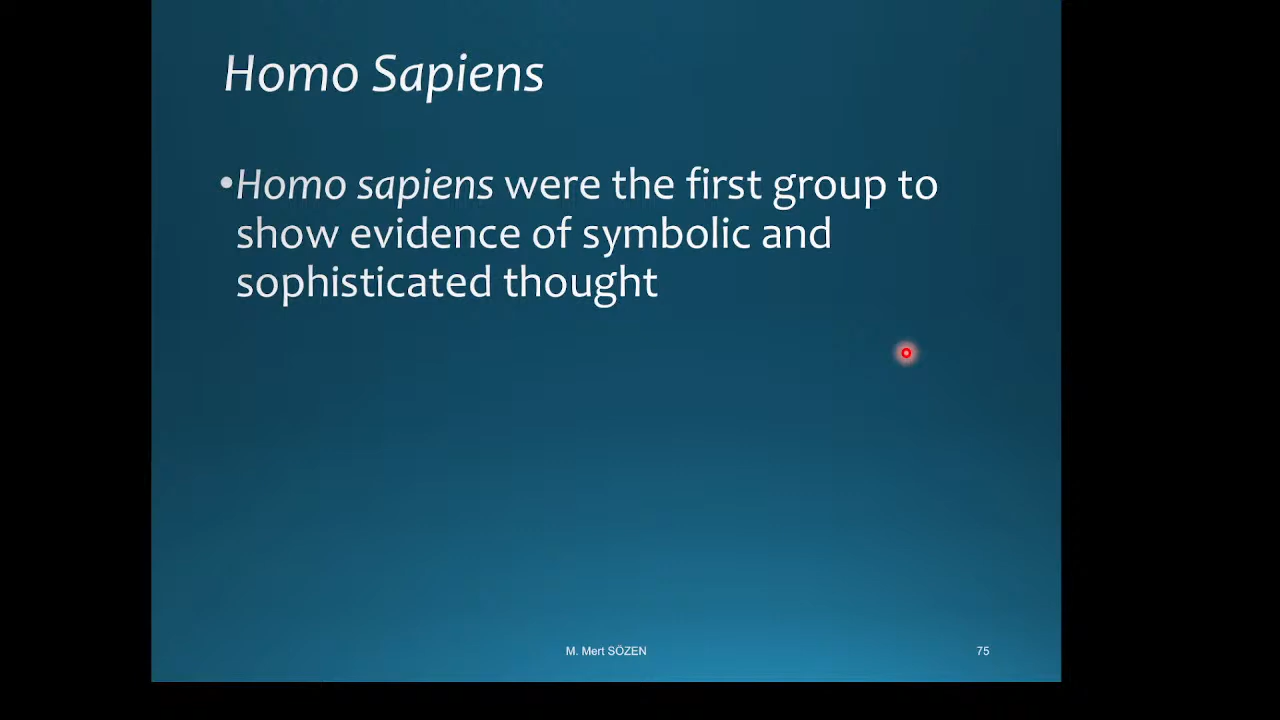 Homo Sapiens
•Homo sapiens were the first group to
show evidence of symbolic and
sophisticated thought
M. Mert SÖZEN
75